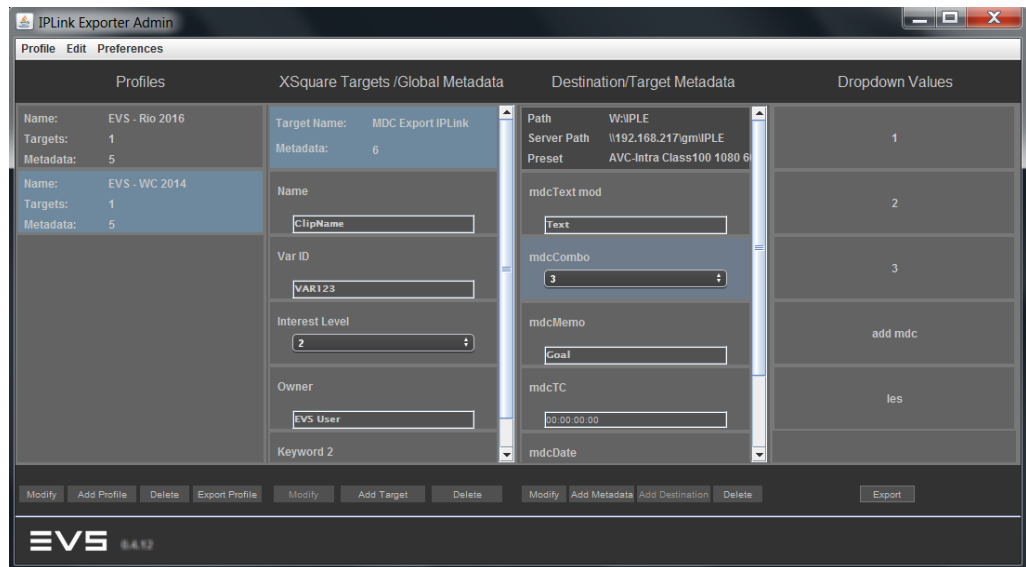 IPLink Exporter Admin
Profile Edit Preferences
Profiles
XSquare Targets /Global Metadata
Destination/Target Metadata
Dropdown Values
Name: EVS - Rio 2016
Targets: 1
Metadata: 5
Name: EVS - WC 2014
Targets: 1
Metadata: 5
Modify Add Profile Delete Export Profile
Target Name: MDC Export IPLink
Metadata: 6
Name
ClipName
Var ID
VAR123
Interest Level
2
Owner
EVS User
Keyword 2
Modify Add Target Delete
Path W:\IPLE
Server Path \\192.168.217\gm\IPLE
Preset AVC-Intra Class100 1080 6
mdcText mod
Text
mdcCombo
3
mdcMemo
Goal
mdcTC
00:00:00:00
mdcDate
Modify Add Metadata Add Destination Delete
1
2
3
add mdc
les
Export
EVS 0.4.12